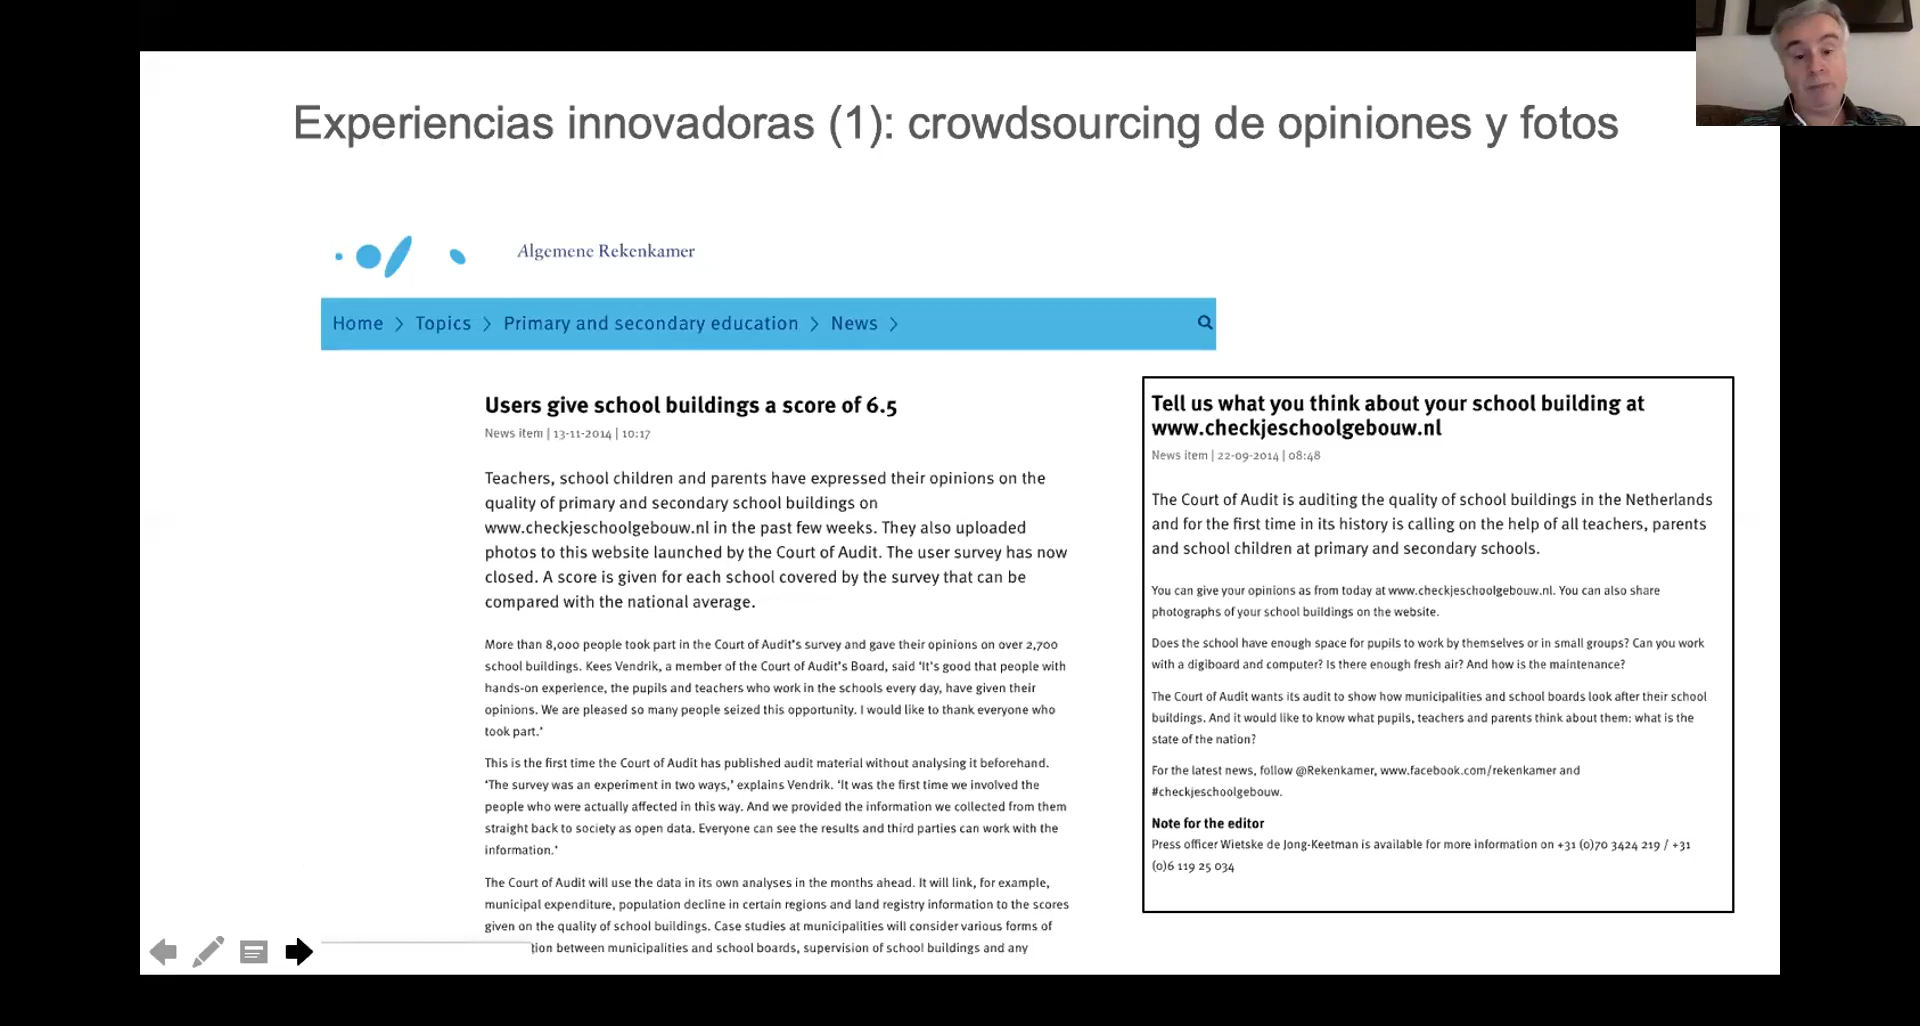 Experiencias innovadoras (1): crowdsourcing de opiniones y fotos
Algemene Rekenkamer
Home > Topics > Primary and secondary education > News >
Users give school buildings a score of 6.5
News item | 13-11-2014 | 10:17
Teachers, school children and parents have expressed their opinions on the
quality of primary and secondary school buildings on
www.checkjeschoolgebouw.nl in the past few weeks. They also uploaded
photos to this website launched by the Court of Audit. The user survey has now
closed. A score is given for each school covered by the survey that can be
compared with the national average.
More than 8,000 people took part in the Court of Audit's survey and gave their opinions on over 2,700
school buildings. Kees Vendrik, a member of the Court of Audit's Board, said ‘It's good that people with
hands-on experience, the pupils and teachers who work in the schools every day, have given their
opinions. We are pleased so many people seized this opportunity. I would like to thank everyone who
took part.’
This is the first time the Court of Audit has published audit material without analysing it beforehand.
‘The survey was an experiment in two ways,’ explains Vendrik. ‘It was the first time we involved the
people who were actually affected in this way. And we provided the information we collected from them
straight back to society as open data. Everyone can see the results and third parties can work with the
information.’
The Court of Audit will use the data in its own analyses in the months ahead. It will link, for example,
municipal expenditure, population decline in certain regions and land registry information to the scores
given on the quality of school buildings. Case studies at municipalities will consider various forms of
tion between municipalities and school boards, supervision of school buildings and any
Tell us what you think about your school building at
www.checkjeschoolgebouw.nl
News item | 22-09-2014 | 08:48
The Court of Audit is auditing the quality of school buildings in the Netherlands
and for the first time in its history is calling on the help of all teachers, parents
and school children at primary and secondary schools.
You can give your opinions as from today at www.checkjeschoolgebouw.nl. You can also share
photographs of your school buildings on the website.
Does the school have enough space for pupils to work by themselves or in small groups? Can you work
with a digiboard and computer? Is there enough fresh air? And how is the maintenance?
The Court of Audit wants its audit to show how municipalities and school boards look after their school
buildings. And it would like to know what pupils, teachers and parents think about them: what is the
state of the nation?
For the latest news, follow @Rekenkamer, www.facebook.com/rekenkamer and
#checkjeschoolgebouw.
Note for the editor
Press officer Wietske de Jong-Keetman is available for more information on +31 (0)70 3424 219 / +31
(0)6 119 25 034